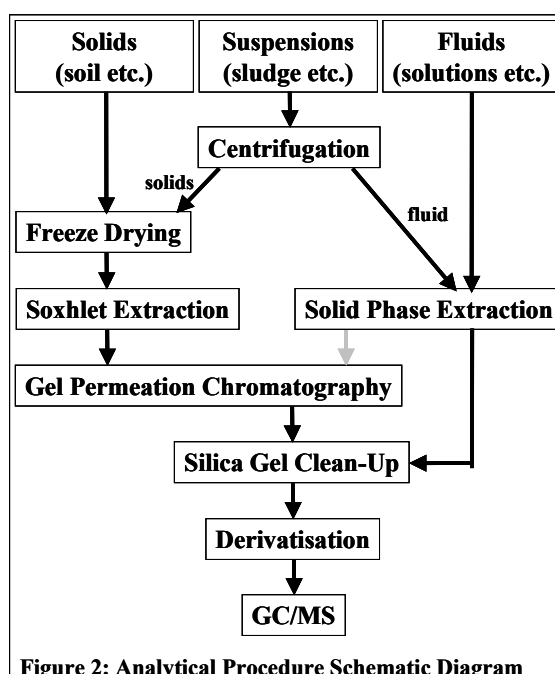 Solids
(soil etc.)
Suspensions
(sludge etc.)
Fluids
(solutions etc.)
Centrifugation
solids
fluid
Freeze Drying
Soxhlet Extraction
Solid Phase Extraction
Gel Permeation Chromatography
Silica Gel Clean-Up
Derivatisation
GC/MS
Figure 2: Analytical Procedure Schematic Diagram